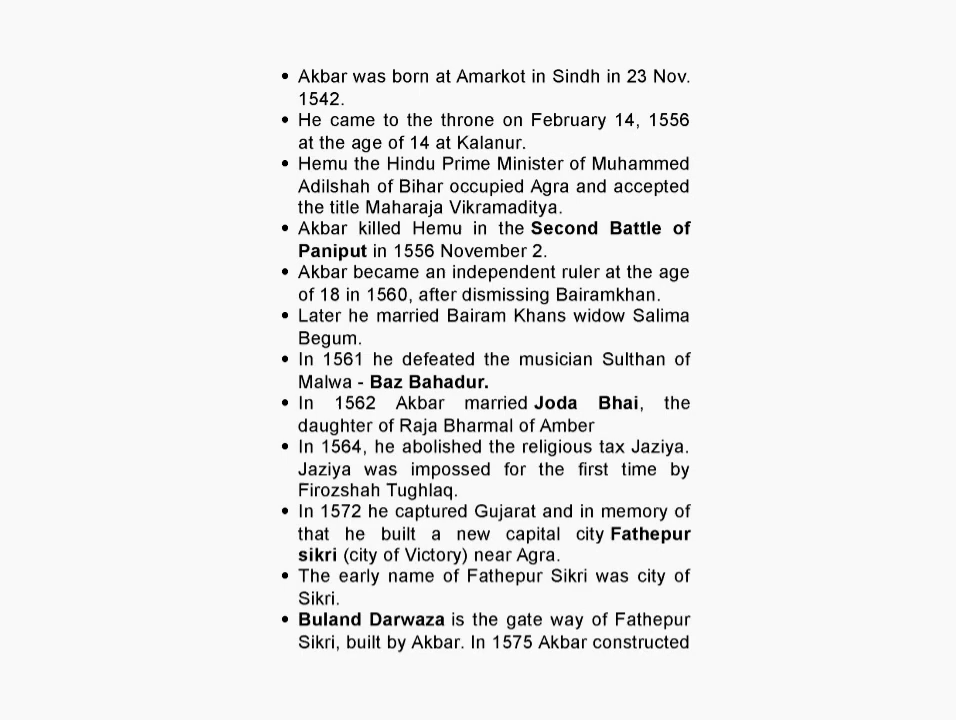 • Akbar was born at Amarkot in Sindh in 23 Nov.
1542.
• He came to the throne on February 14, 1556
at the age of 14 at Kalanur.
• Hemu the Hindu Prime Minister of Muhammed
Adilshah of Bihar occupied Agra and accepted
the title Maharaja Vikramaditya.
• Akbar killed Hemu in the Second Battle of
Paniput in 1556 November 2.
• Akbar became an independent ruler at the age
of 18 in 1560, after dismissing Bairamkhan.
• Later he married Bairam Khans widow Salima
Begum.
• In 1561 he defeated the musician Sulthan of
Malwa - Baz Bahadur.
• In 1562 Akbar married Joda Bhai, the
daughter of Raja Bharmal of Amber
• In 1564, he abolished the religious tax Jaziya.
Jaziya was impossed for the first time by
Firozshah Tughlaq.
• In 1572 he captured Gujarat and in memory of
that he built a new capital city Fathepur
sikri (city of Victory) near Agra.
• The early name of Fathepur Sikri was city of
Sikri.
• Buland Darwaza is the gate way of Fathepur
Sikri, built by Akbar. In 1575 Akbar constructed